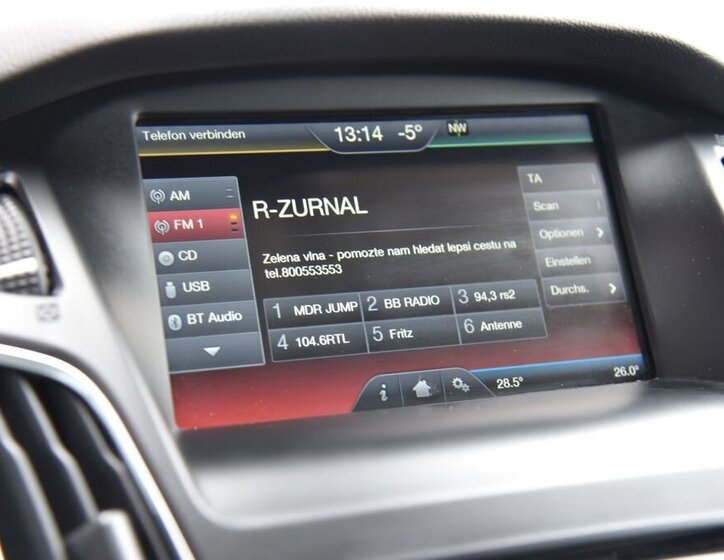 Telefon verbinden
13:14 -5° NW
AM
FM 1
CD
USB
BT Audio
R-ZURNAL
Zelena vlna - pomozte nam hledat lepsi cestu na
tel.800553553
1 MDR JUMP
2 BB RADIO
3 94,3 rs2
4 104.6RTL
5 Fritz
6 Antenne
TA
Scan
Optionen
Einstellen
Durchs.
i
28.5°
26.0°